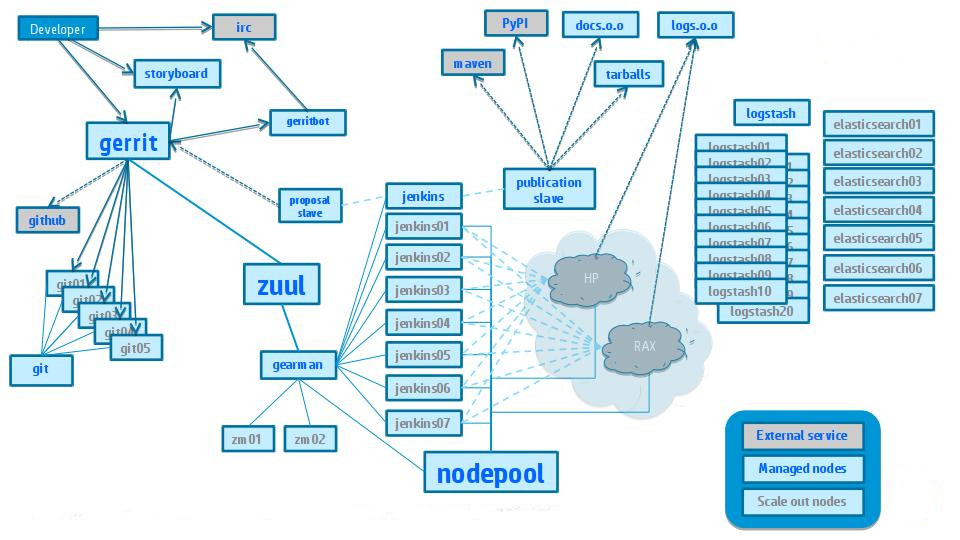 Developer
irc
storyboard
gerritbot
gerrit
github
proposal
slave
git01
git02
git03
git04
git05
git
zuul
gearman
zm01
zm02
jenkins
jenkins01
jenkins02
jenkins03
jenkins04
jenkins05
jenkins06
jenkins07
nodepool
PyPI
docs.o.o
logs.o.o
maven
tarballs
publication
slave
HP
RAX
logstash
logstash01
logstash02
logstash03
logstash04
logstash05
logstash06
logstash07
logstash08
logstash09
logstash10
logstash20
elasticsearch01
elasticsearch02
elasticsearch03
elasticsearch04
elasticsearch05
elasticsearch06
elasticsearch07
External service
Managed nodes
Scale out nodes